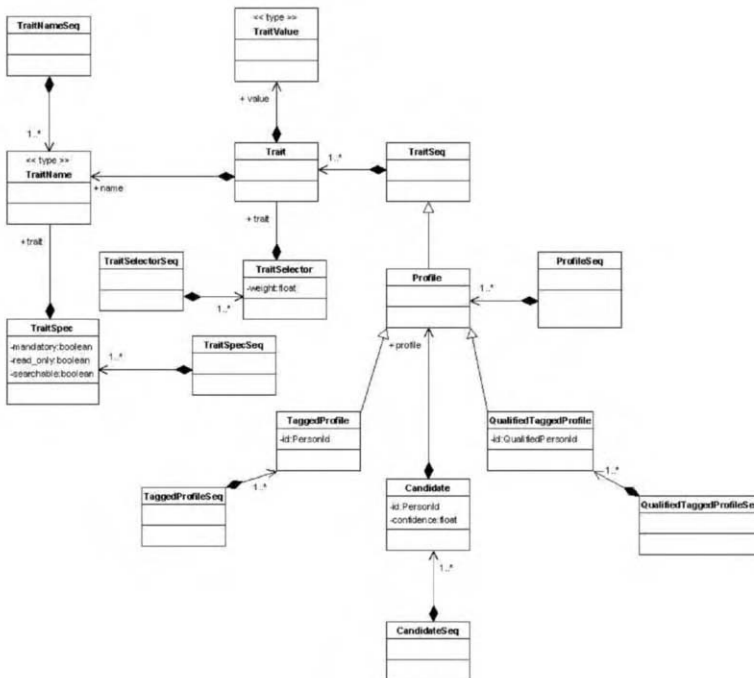 TraitNameSeq
<< type >>
TraitValue
+ value
1..*
<< type >>
TraitName
+ name
Trait
1..*
TraitSeq
+ trait
+ trait
TraitSelectorSeq
1..*
TraitSelector
-weight:float
Profile
1..*
ProfileSeq
TraitSpec
-mandatory:boolean
-read_only:boolean
-searchable:boolean
1..*
TraitSpecSeq
+ profile
TaggedProfile
-id:PersonId
QualifiedTaggedProfile
-id:QualifiedPersonId
TaggedProfileSeq
1..*
Candidate
-id:PersonId
-confidence:float
1..*
QualifiedTaggedProfileSe
1..*
CandidateSeq